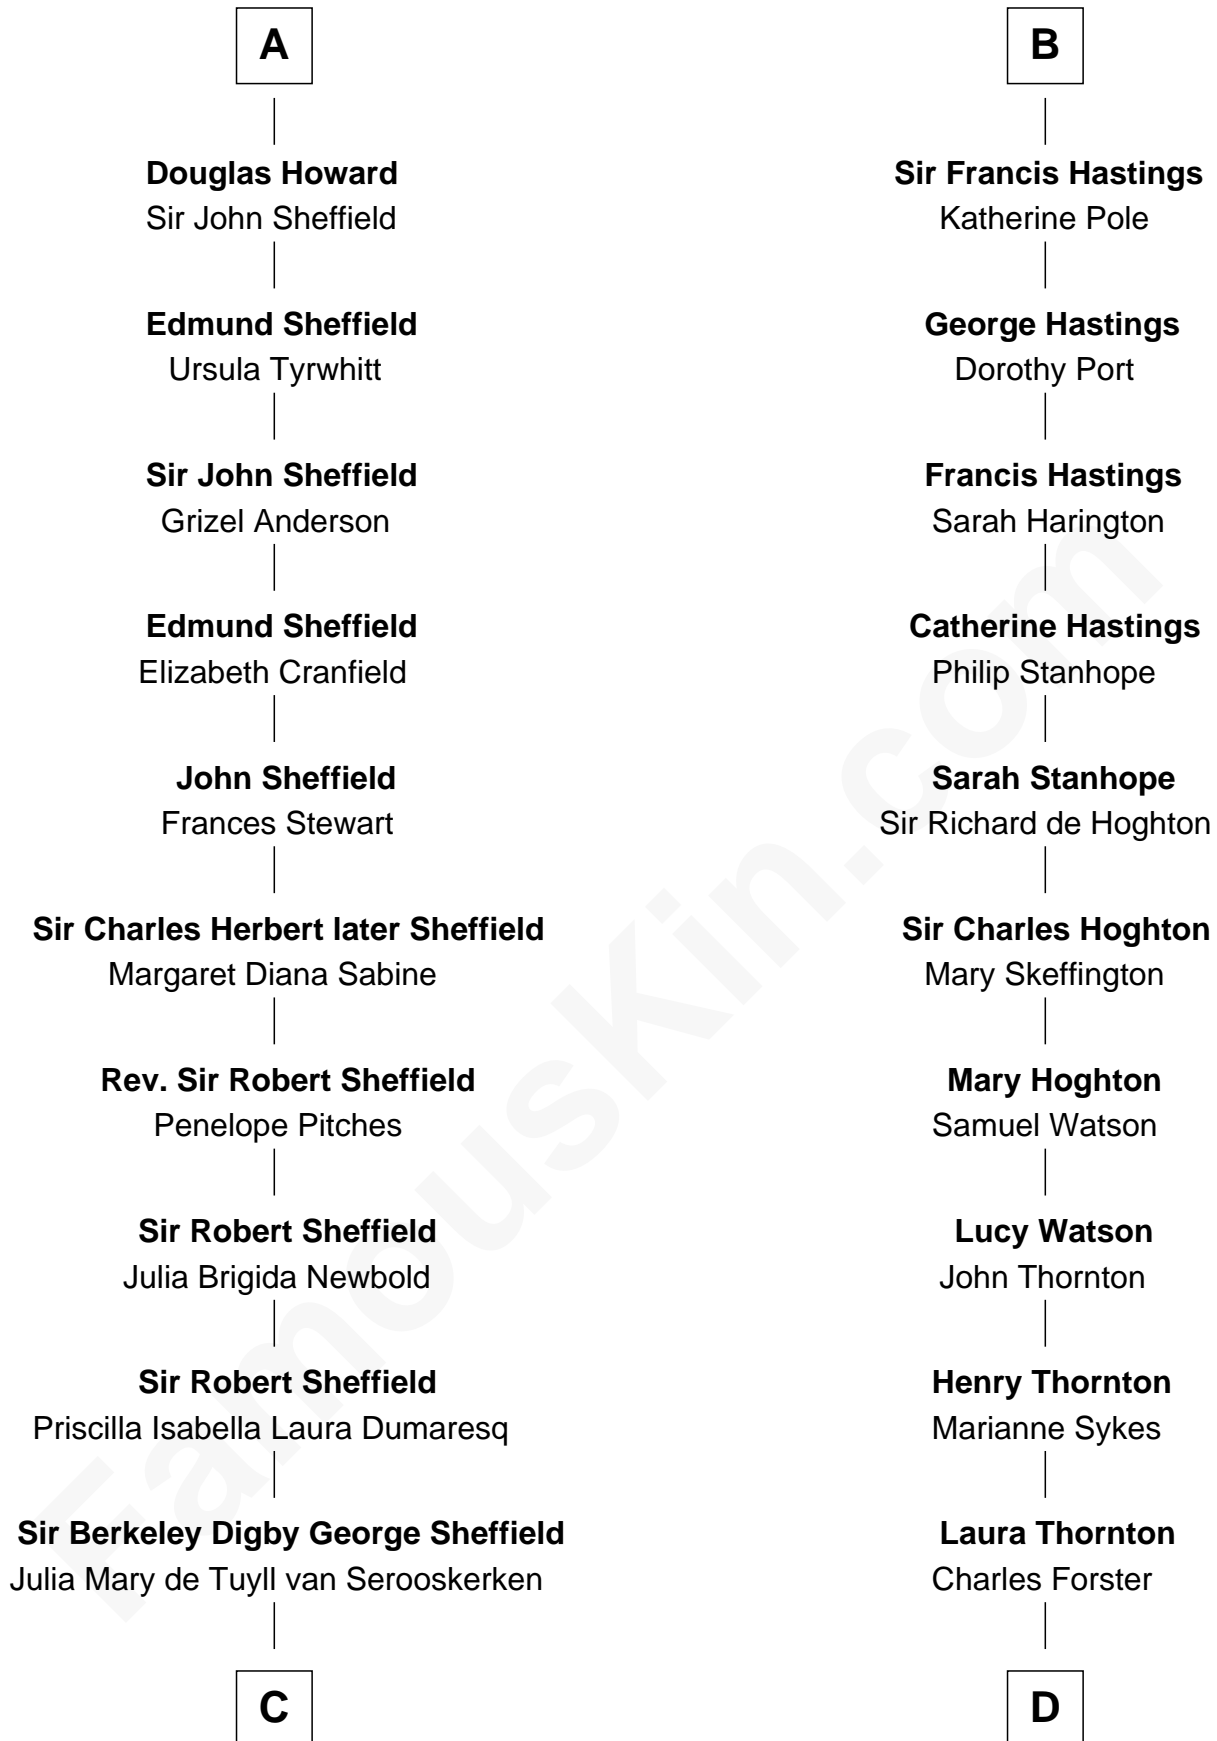 A
Douglas Howard
Sir John Sheffield
Edmund Sheffield
Ursula Tyrwhitt
Sir John Sheffield
Grizel Anderson
Edmund Sheffield
Elizabeth Cranfield
John Sheffield
Frances Stewart
Sir Charles Herbert later Sheffield
Margaret Diana Sabine
Rev. Sir Robert Sheffield
Penelope Pitches
Sir Robert Sheffield
Julia Brigida Newbold
Sir Robert Sheffield
Priscilla Isabella Laura Dumaresq
Sir Berkeley Digby George Sheffield
Julia Mary de Tuyll van Serooskerken
C
B
Sir Francis Hastings
Katherine Pole
George Hastings
Dorothy Port
Francis Hastings
Sarah Harington
Catherine Hastings
Philip Stanhope
Sarah Stanhope
Sir Richard de Hoghton
Sir Charles Hoghton
Mary Skeffington
Mary Hoghton
Samuel Watson
Lucy Watson
John Thornton
Henry Thornton
Marianne Sykes
Laura Thornton
Charles Forster
D
FamousKin.com